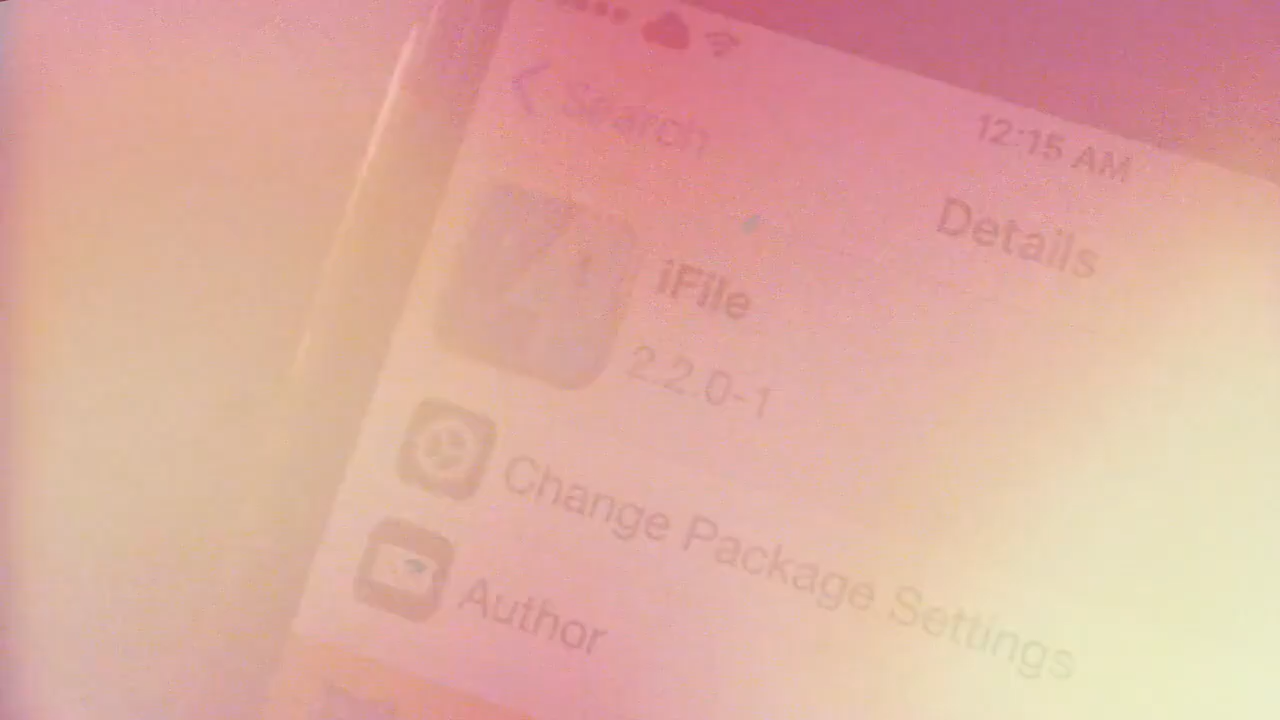 12:15 AM
Search
Details
iFile
2.2.0-1
Change Package Settings
Author